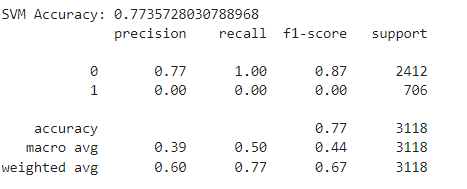 SVM Accuracy: 0.7735728030788968
precision recall f1-score support
0 0.77 1.00 0.87 2412
1 0.00 0.00 0.00 706
accuracy 0.77 3118
macro avg 0.39 0.50 0.44 3118
weighted avg 0.60 0.77 0.67 3118